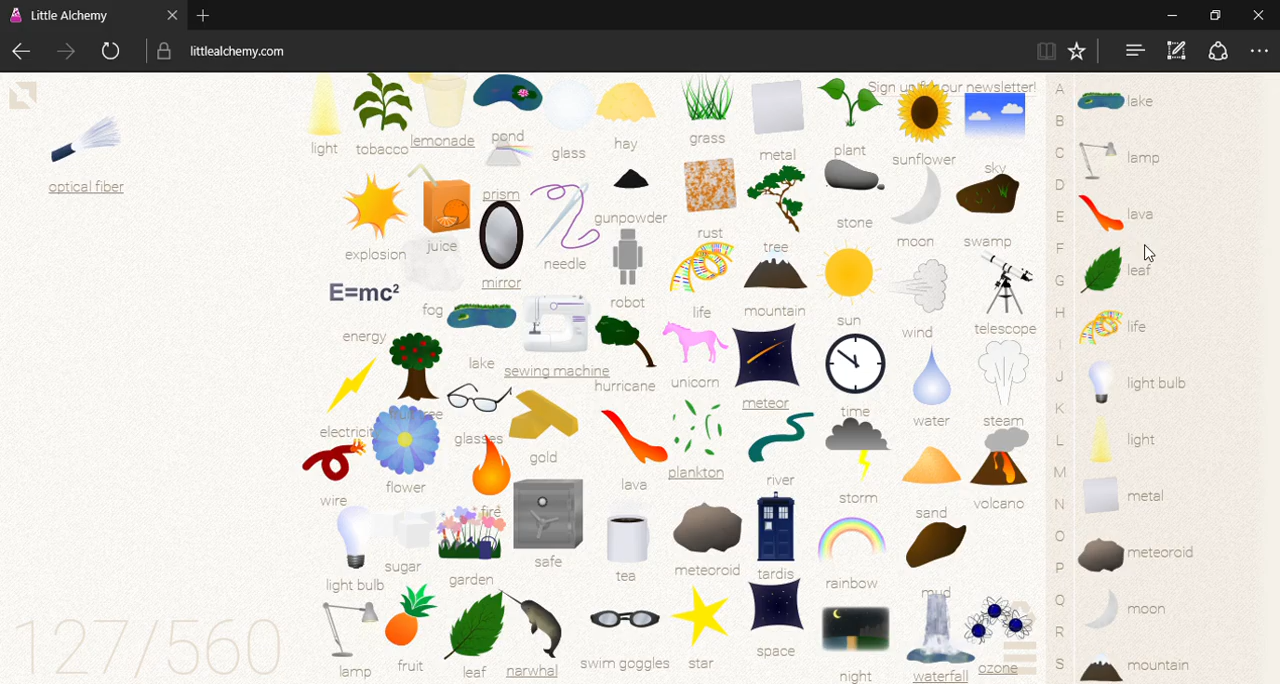 Little Alchemy
littlealchemy.com
Sign up for our newsletter!
optical fiber
light
tobacco
lemonade
pond
glass
hay
grass
metal
plant
sunflower
sky
explosion
juice
prism
mirror
needle
gunpowder
robot
rust
tree
stone
moon
swamp
E=mc²
energy
fog
lake
sewing machine
hurricane
life
mountain
unicorn
meteor
sun
wind
telescope
time
water
steam
electricity
fruit tree
glasses
gold
lava
plankton
river
storm
sand
volcano
wire
flower
fire
safe
tea
meteoroid
tardis
rainbow
mud
light bulb
sugar
garden
lamp
fruit
leaf
narwhal
swim goggles
star
space
night
waterfall
ozone
127/560
A
B
C
D
E
F
G
H
I
J
K
L
M
N
O
P
Q
R
S
lake
lamp
lava
leaf
life
light bulb
light
metal
meteoroid
moon
mountain